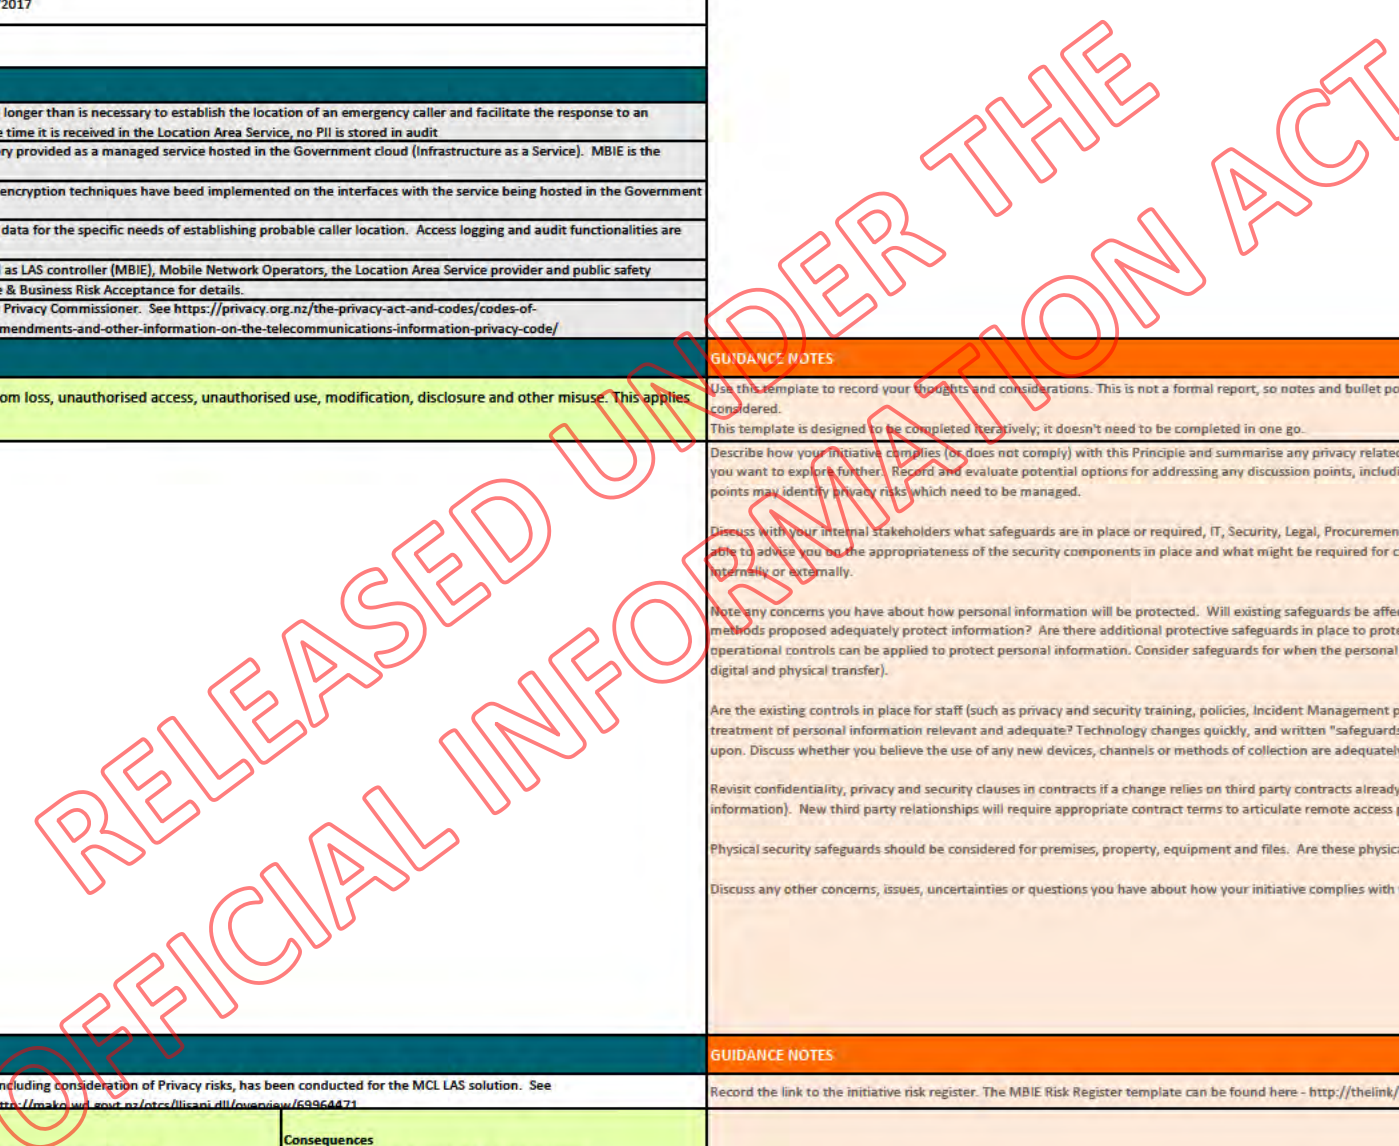 /2017
longer than is necessary to establish the location of an emergency caller and facilitate the response to an
time it is received in the Location Area Service, no PII is stored in audit
ry provided as a managed service hosted in the Government cloud (Infrastructure as a Service).  MBIE is the
encryption techniques have beed implemented on the interfaces with the service being hosted in the Government
data for the specific needs of establishing probable caller location.  Access logging and audit functionalities are
as LAS controller (MBIE), Mobile Network Operators, the Location Area Service provider and public safety
& Business Risk Acceptance for details.
Privacy Commissioner.  See https://privacy.org.nz/the-privacy-act-and-codes/codes-of-
mendments-and-other-information-on-the-telecommunications-information-privacy-code/
GUIDANCE NOTES
om loss, unauthorised access, unauthorised use, modification, disclosure and other misuse. This applies
Use this template to record your thoughts and considerations. This is not a formal report, so notes and bullet po
considered.
This template is designed to be completed iteratively; it doesn't need to be completed in one go.
Describe how your initiative complies (or does not comply) with this Principle and summarise any privacy related
you want to explore further.  Record and evaluate potential options for addressing any discussion points, includi
points may identify privacy risks which need to be managed.
Discuss with your internal stakeholders what safeguards are in place or required, IT, Security, Legal, Procuremen
able to advise you on the appropriateness of the security components in place and what might be required for c
internally or externally.
Note any concerns you have about how personal information will be protected.  Will existing safeguards be affe
methods proposed adequately protect information?  Are there additional protective safeguards in place to prote
operational controls can be applied to protect personal information. Consider safeguards for when the personal
digital and physical transfer).
Are the existing controls in place for staff (such as privacy and security training, policies, Incident Management p
treatment of personal information relevant and adequate? Technology changes quickly, and written "safeguards
upon. Discuss whether you believe the use of any new devices, channels or methods of collection are adequatel
Revisit confidentiality, privacy and security clauses in contracts if a change relies on third party contracts already
information).  New third party relationships will require appropriate contract terms to articulate remote access p
Physical security safeguards should be considered for premises, property, equipment and files.  Are these physica
Discuss any other concerns, issues, uncertainties or questions you have about how your initiative complies with
RELEASED UNDER THE
OFFICIAL INFORMATION ACT
GUIDANCE NOTES
ncluding consideration of Privacy risks, has been conducted for the MCL LAS solution.  See
ttp://mako.wd.govt.nz/otcs/llisapi.dll/overview/69964471
Record the link to the initiative risk register. The MBIE Risk Register template can be found here - http://thelink/
Consequences